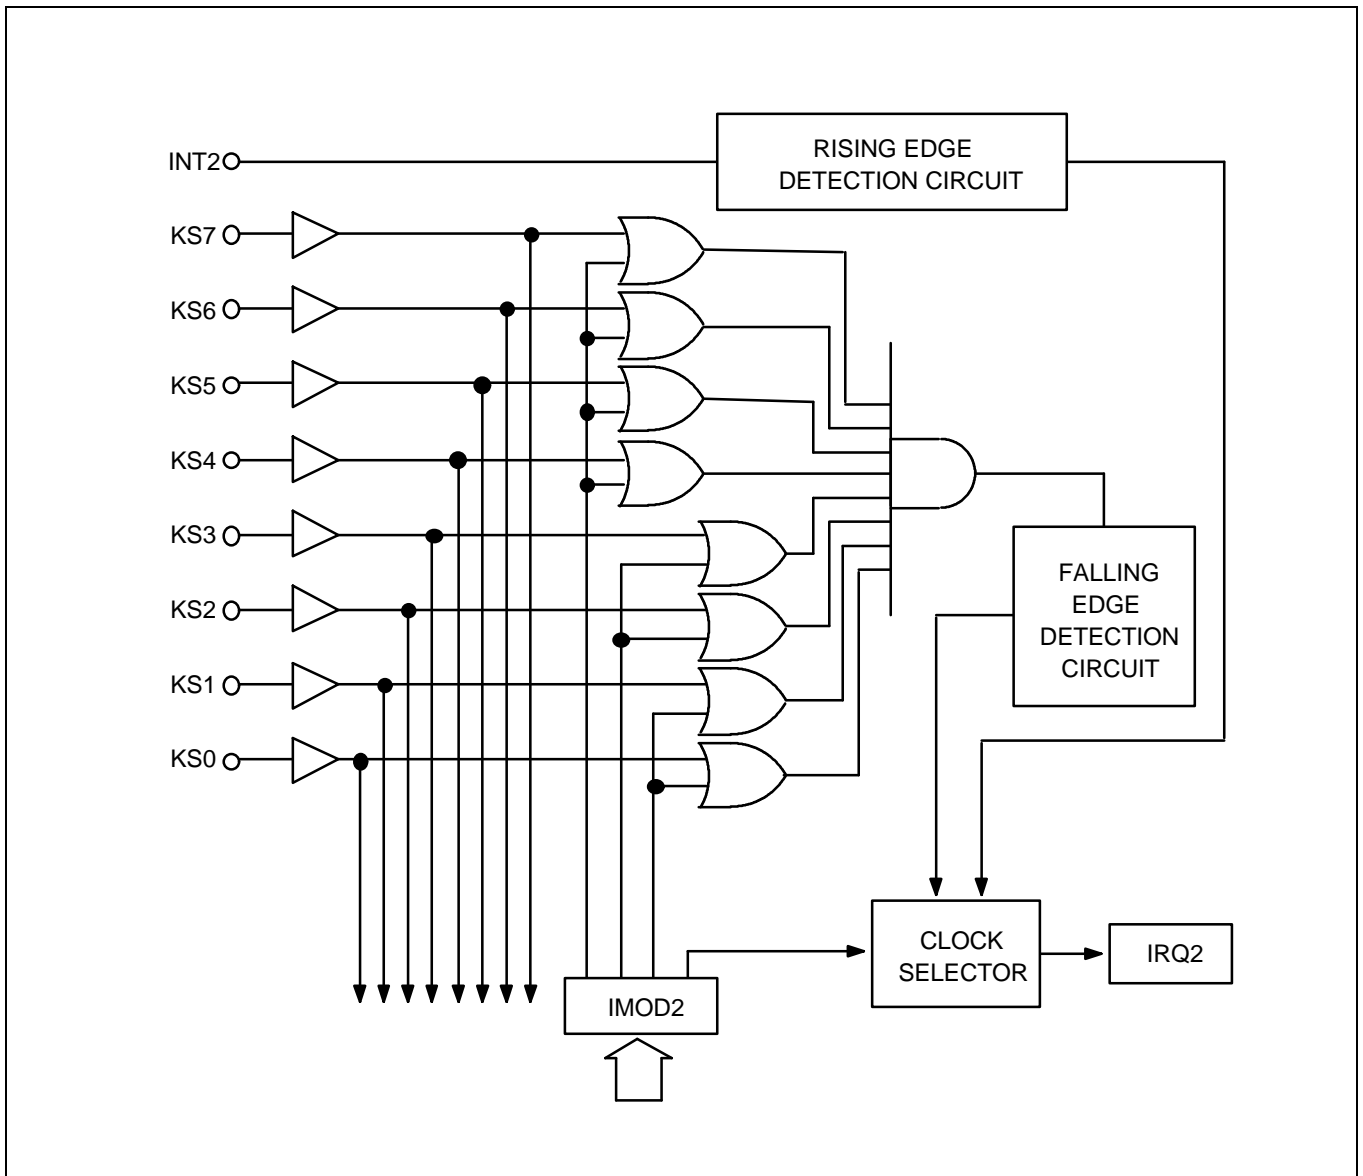 INT2
RISING EDGE
DETECTION CIRCUIT
KS7
KS6
KS5
KS4
KS3
KS2
KS1
KS0
FALLING
EDGE
DETECTION
CIRCUIT
CLOCK
SELECTOR
IRQ2
IMOD2